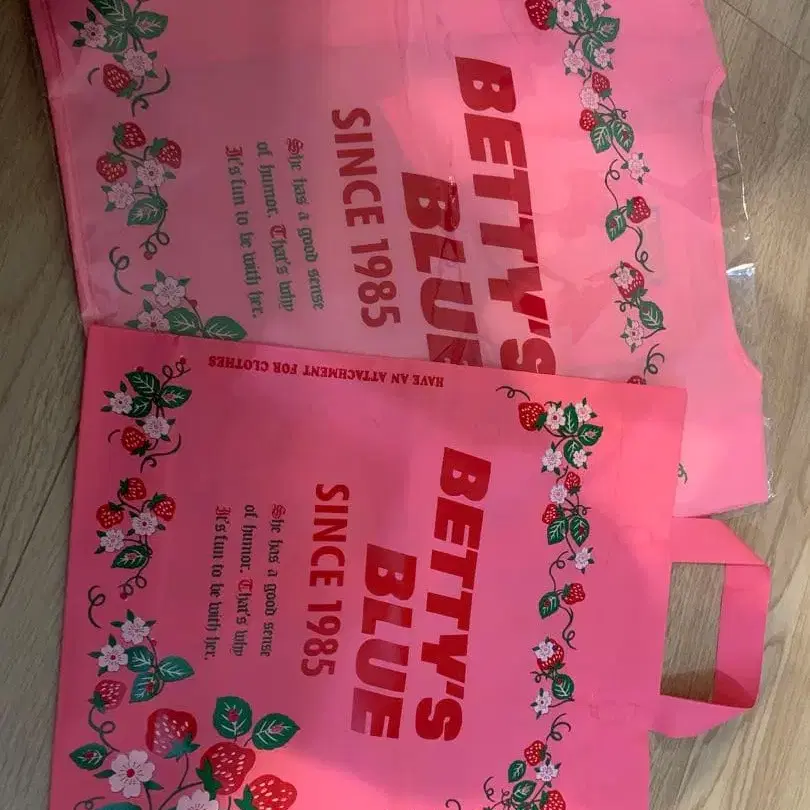 BETTY'S
BLUE
SINCE 1985
She has a good sense
of humor. That's why
It's fun to be with her.
HAVE AN ATTACHMENT FOR CLOTHES
BETTY'S
BLUE
SINCE 1985
She has a good sense
of humor. That's why
It's fun to be with her.